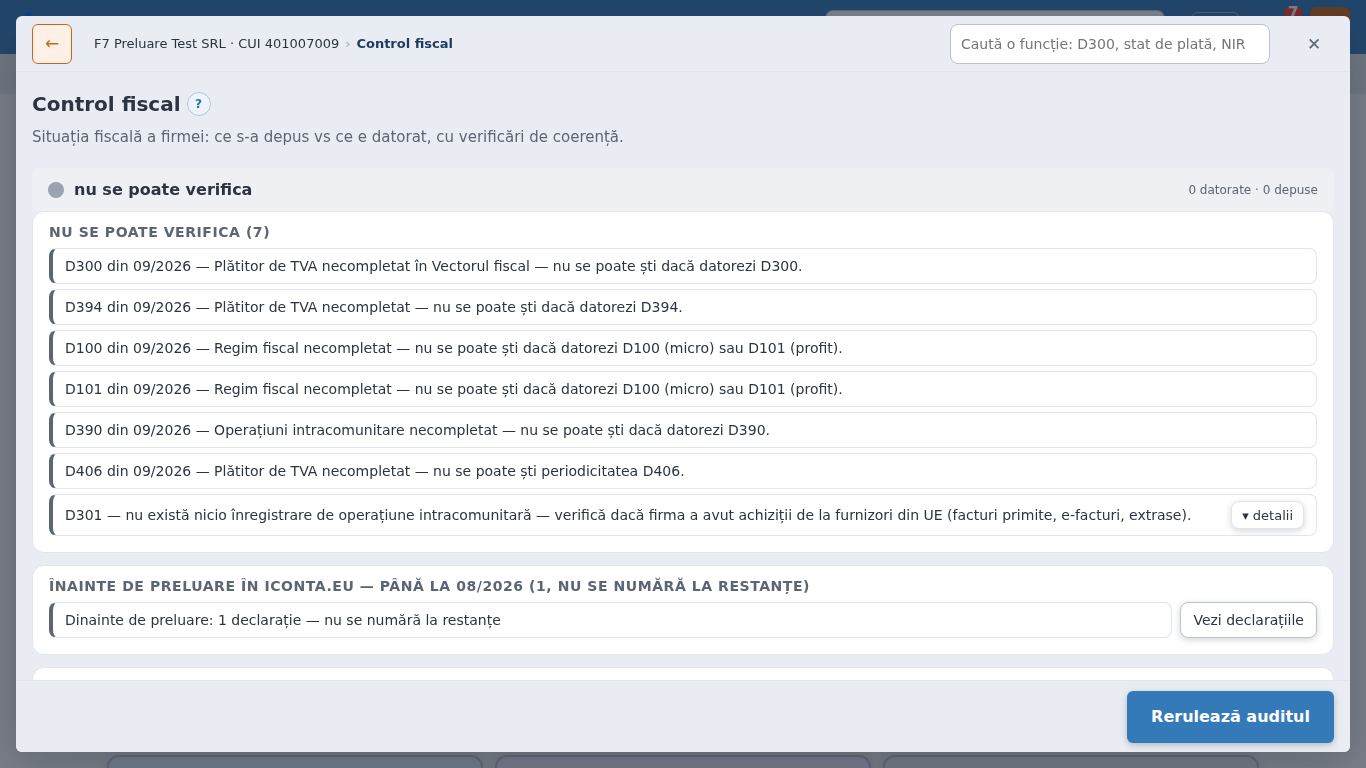 7
← F7 Preluare Test SRL · CUI 401007009 › Control fiscal
Caută o funcție: D300, stat de plată, NIR
✕
Control fiscal ?
Situația fiscală a firmei: ce s-a depus vs ce e datorat, cu verificări de coerență.
nu se poate verifica
0 datorate · 0 depuse
NU SE POATE VERIFICA (7)
D300 din 09/2026 — Plătitor de TVA necompletat în Vectorul fiscal — nu se poate ști dacă datorezi D300.
D394 din 09/2026 — Plătitor de TVA necompletat — nu se poate ști dacă datorezi D394.
D100 din 09/2026 — Regim fiscal necompletat — nu se poate ști dacă datorezi D100 (micro) sau D101 (profit).
D101 din 09/2026 — Regim fiscal necompletat — nu se poate ști dacă datorezi D100 (micro) sau D101 (profit).
D390 din 09/2026 — Operațiuni intracomunitare necompletat — nu se poate ști dacă datorezi D390.
D406 din 09/2026 — Plătitor de TVA necompletat — nu se poate ști periodicitatea D406.
D301 — nu există nicio înregistrare de operațiune intracomunitară — verifică dacă firma a avut achiziții de la furnizori din UE (facturi primite, e-facturi, extrase).
▾ detalii
ÎNAINTE DE PRELUARE ÎN ICONTA.EU — PÂNĂ LA 08/2026 (1, NU SE NUMĂRĂ LA RESTANȚE)
Dinainte de preluare: 1 declarație — nu se numără la restanțe
Vezi declarațiile
Rerulează auditul